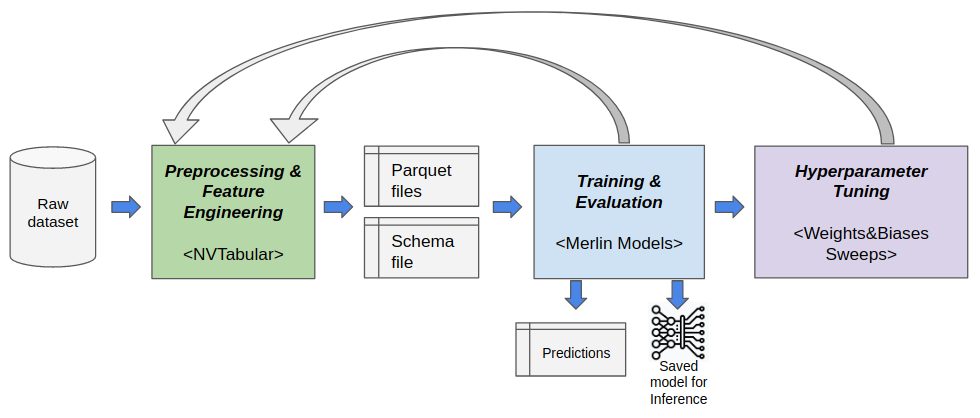 Raw
dataset
Preprocessing &
Feature
Engineering
<NVTabular>
Parquet
files
Schema
file
Training &
Evaluation
<Merlin Models>
Hyperparameter
Tuning
<Weights&Biases
Sweeps>
Predictions
Saved
model for
Inference